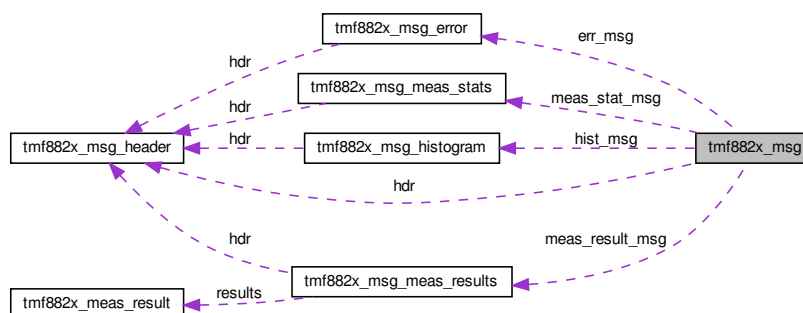 tmf882x_msg_error
err_msg
hdr
tmf882x_msg_meas_stats
meas_stat_msg
hdr
tmf882x_msg_header
hdr
tmf882x_msg_histogram
hist_msg
tmf882x_msg
hdr
hdr
meas_result_msg
tmf882x_msg_meas_results
results
tmf882x_meas_result